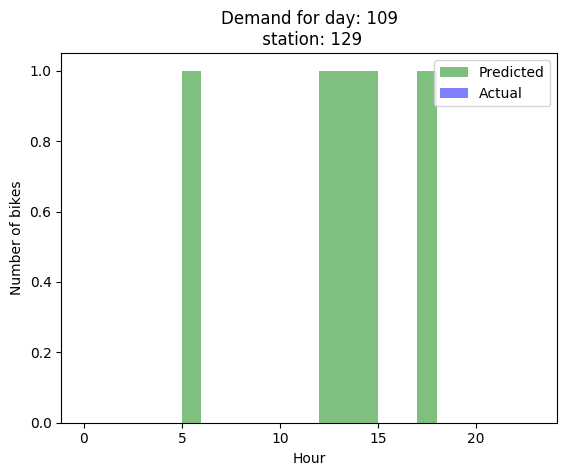 Demand for day: 109
station: 129
Number of bikes
1.0
0.8
0.6
0.4
0.2
0.0
Predicted
Actual
0
5
10
15
20
Hour